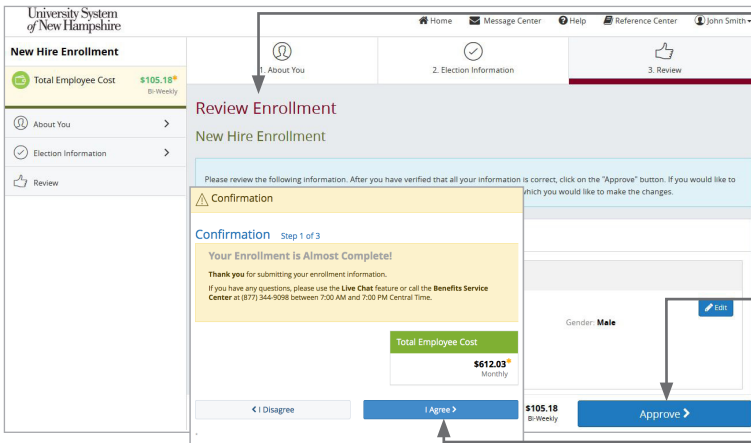 University System
of New Hampshire
Home Message Center Help Reference Center John Smith
New Hire Enrollment
Total Employee Cost $105.18*
Bi-Weekly
About You
Election Information
Review
1. About You
2. Election Information
3. Review
Review Enrollment
New Hire Enrollment
Please review the following information. After you have verified that all your information is correct, click on the "Approve" button. If you would like to
which you would like to make the changes.
Confirmation
Confirmation Step 1 of 3
Your Enrollment is Almost Complete!
Thank you for submitting your enrollment information.
If you have any questions, please use the Live Chat feature or call the Benefits Service
Center at (877) 344-9098 between 7:00 AM and 7:00 PM Central Time.
Total Employee Cost
$612.03*
Monthly
I Disagree
I Agree
Edit
Gender: Male
$105.18
Bi-Weekly
Approve